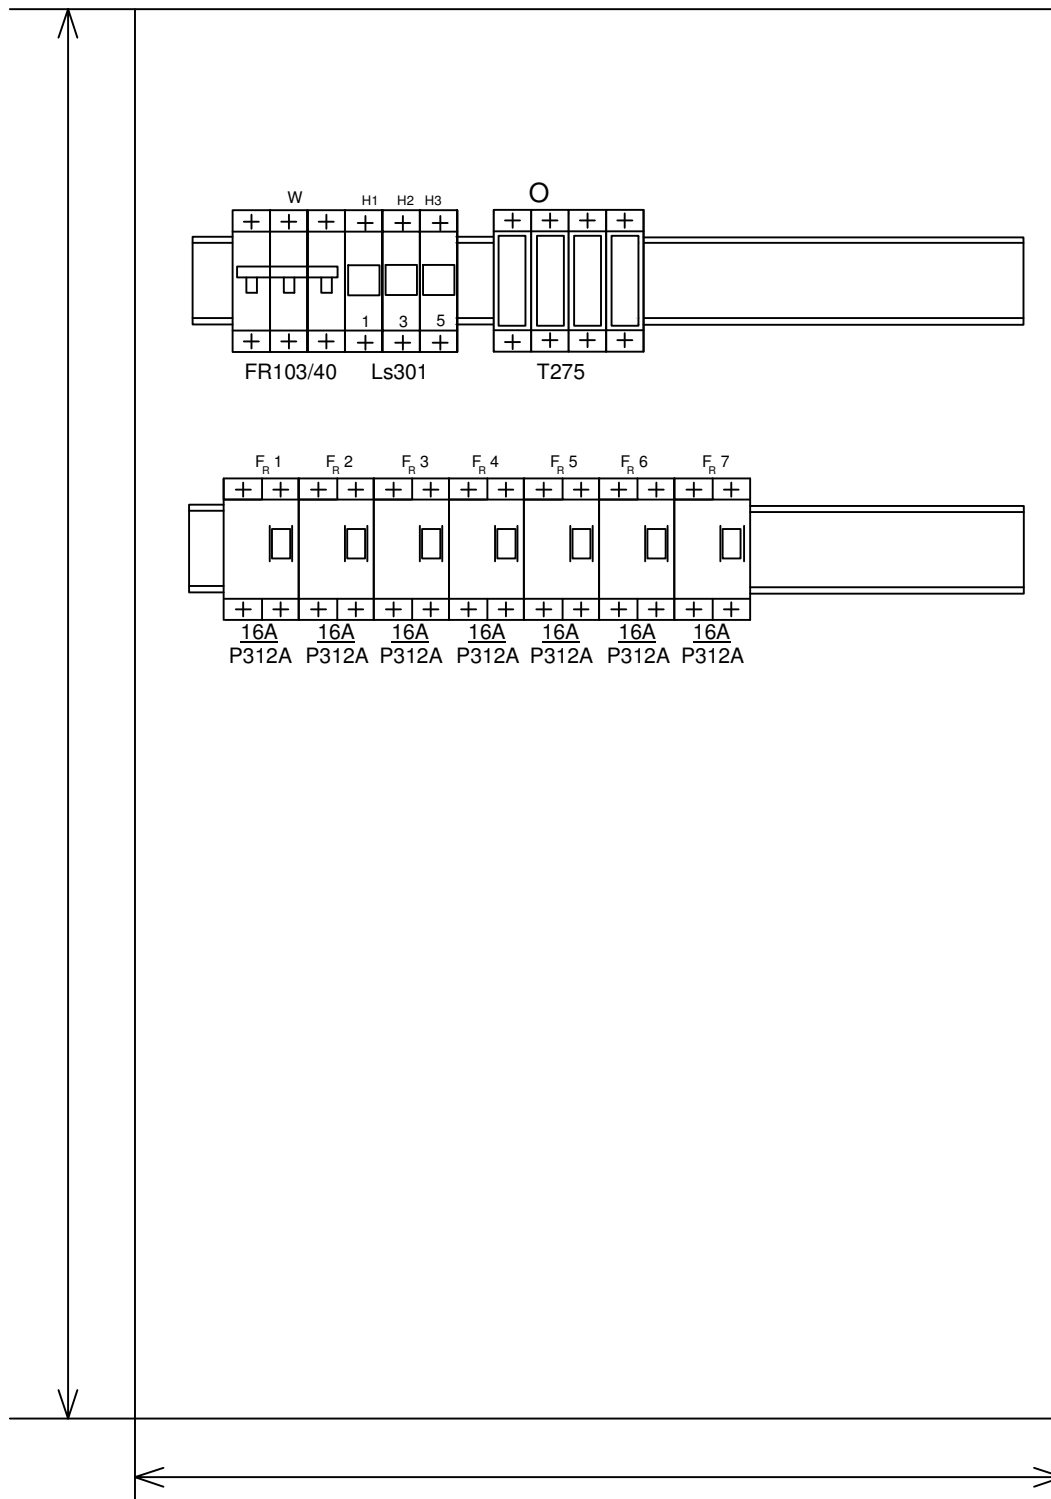 W H1 H2 H3 O
1 3 5
FR103/40 Ls301 T275
FR1 FR2 FR3 FR4 FR5 FR6 FR7
16A 16A 16A 16A 16A 16A 16A
P312A P312A P312A P312A P312A P312A P312A